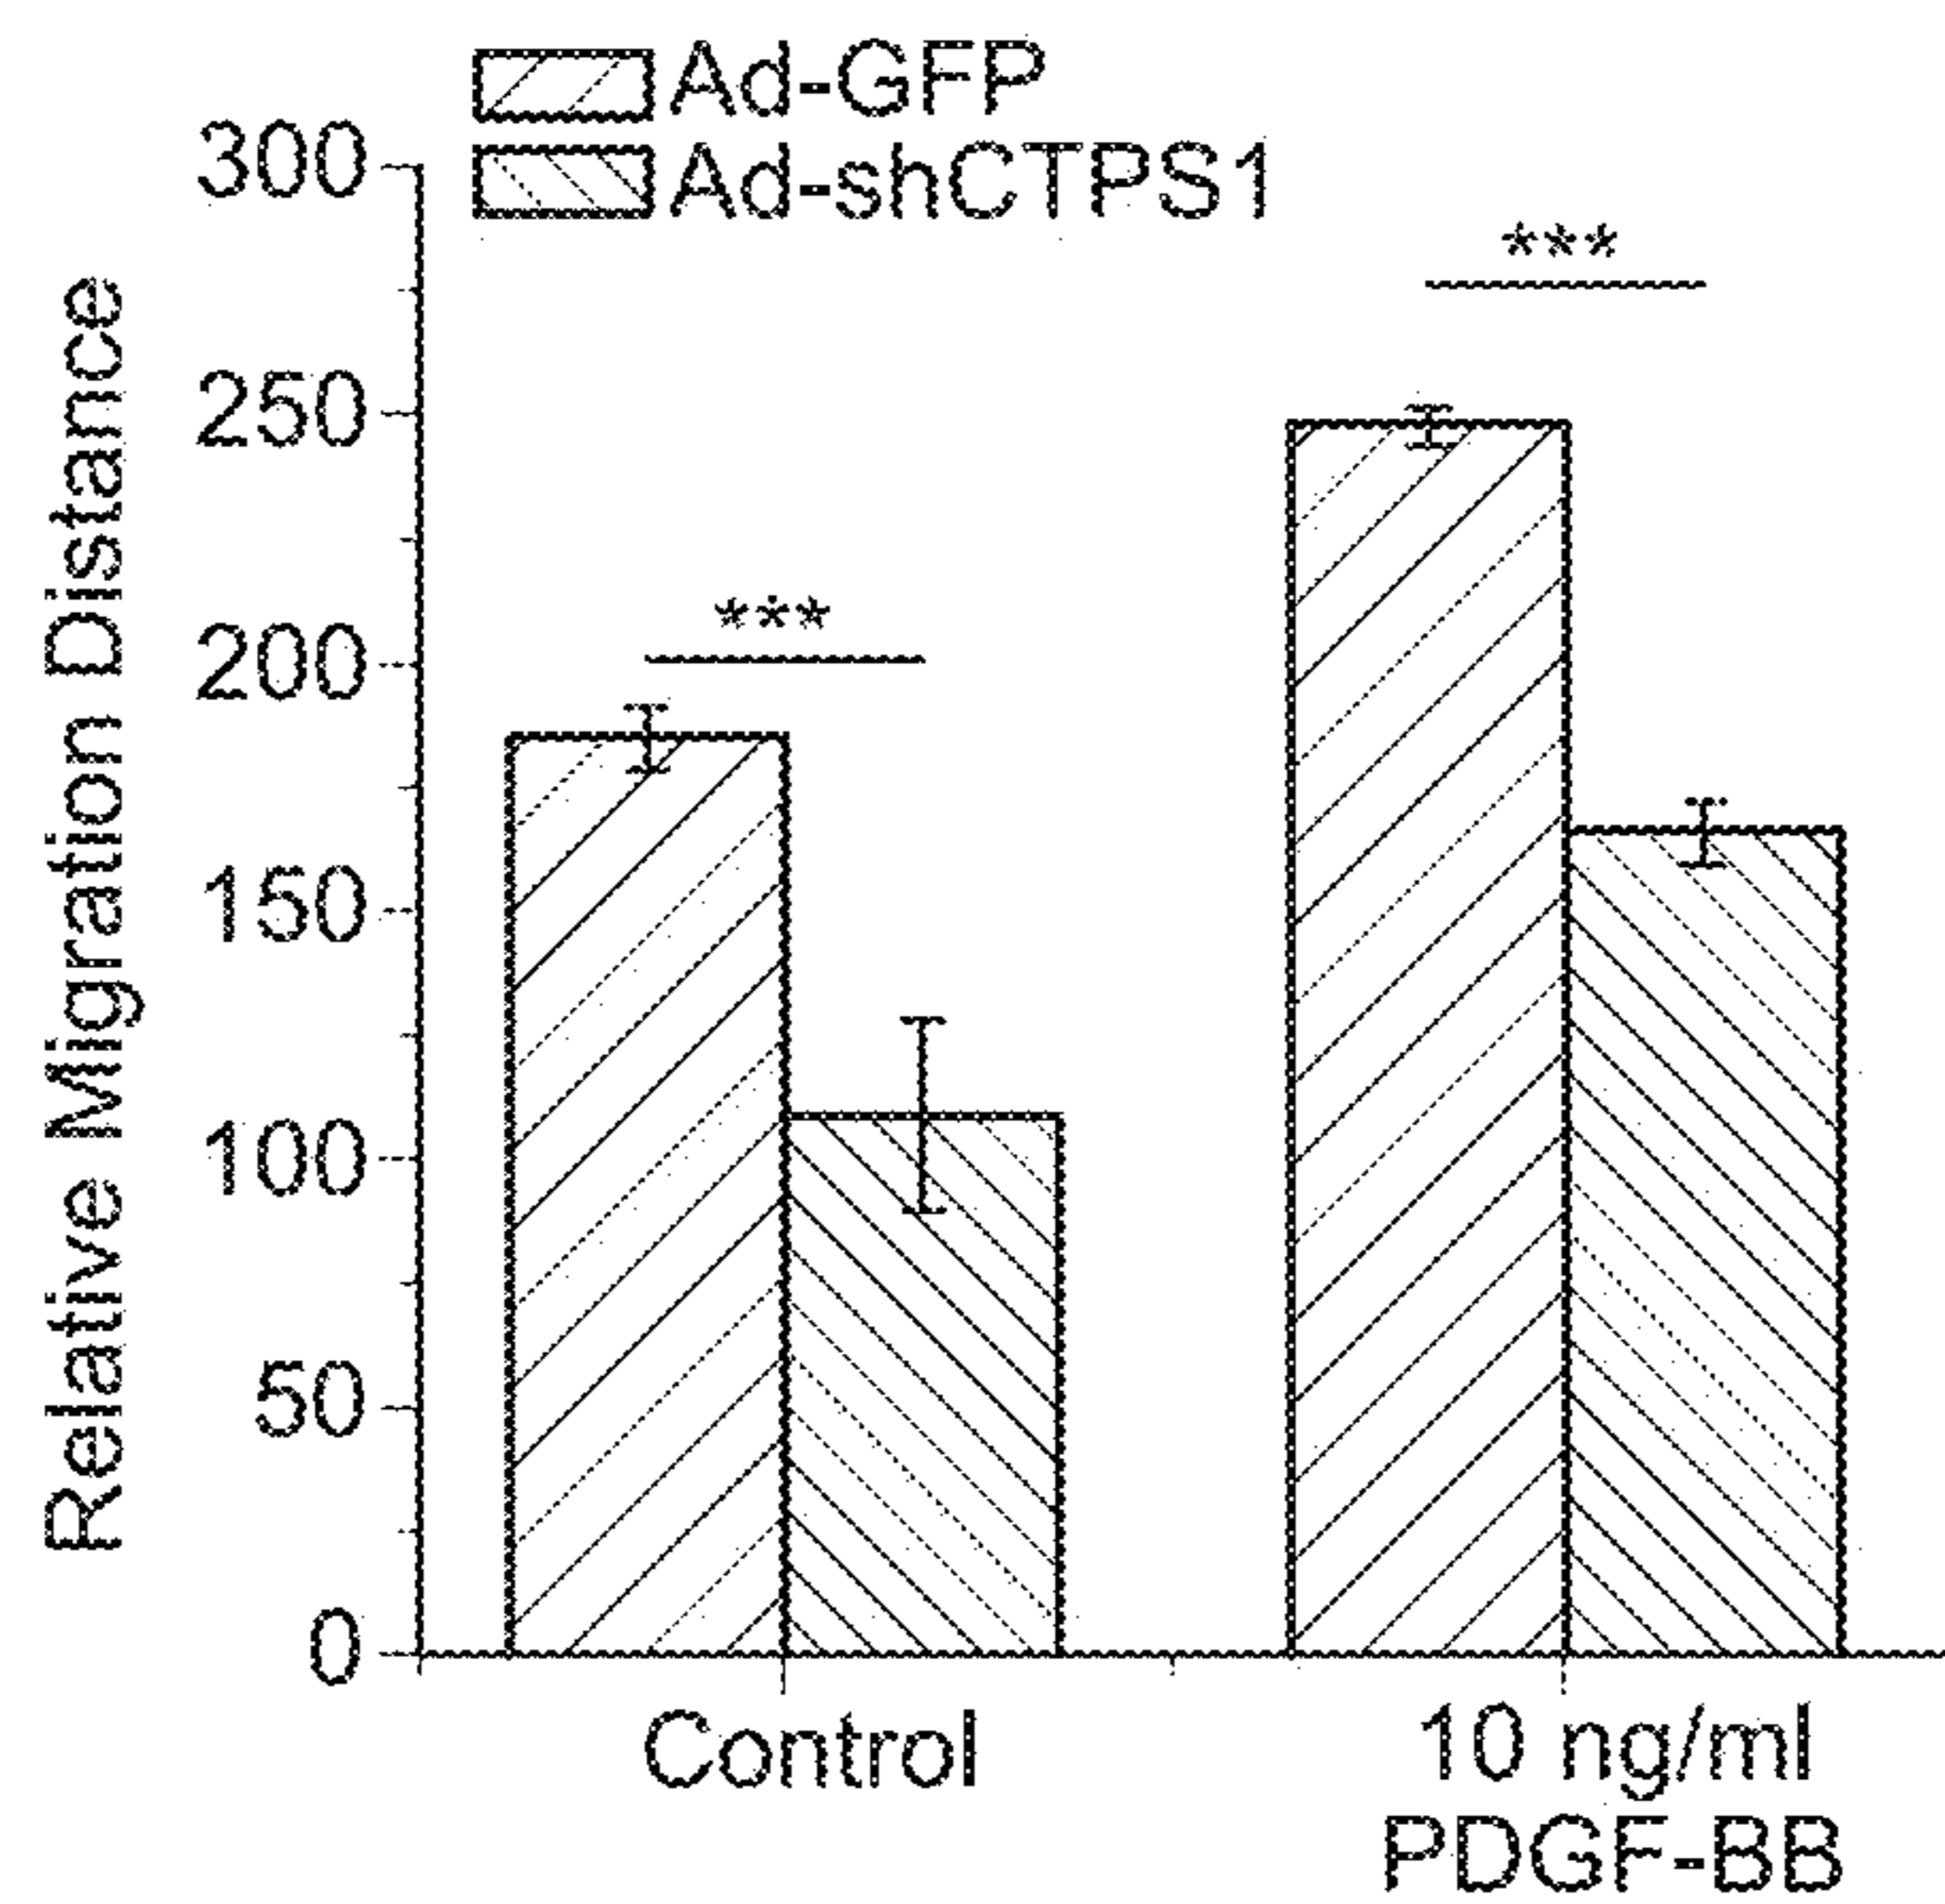 Ad-GFP
Ad-shCTPS1
Relative Migration Distance
300
250
200
150
100
50
0
***
***
Control
10 ng/ml
PDGF-BB